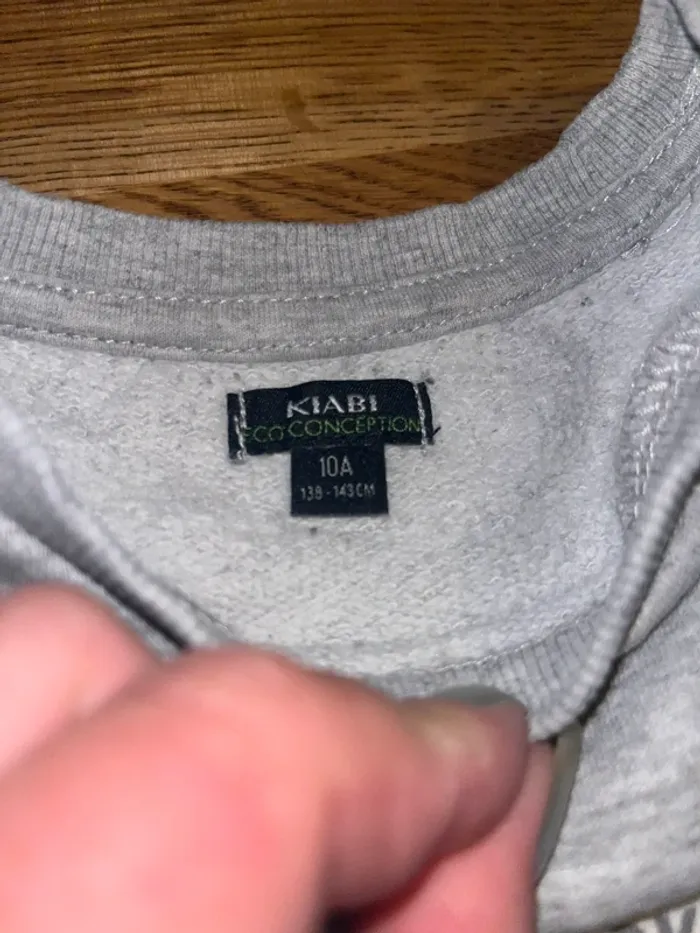 KIABI
ECO CONCEPTION
10A
138 - 143CM